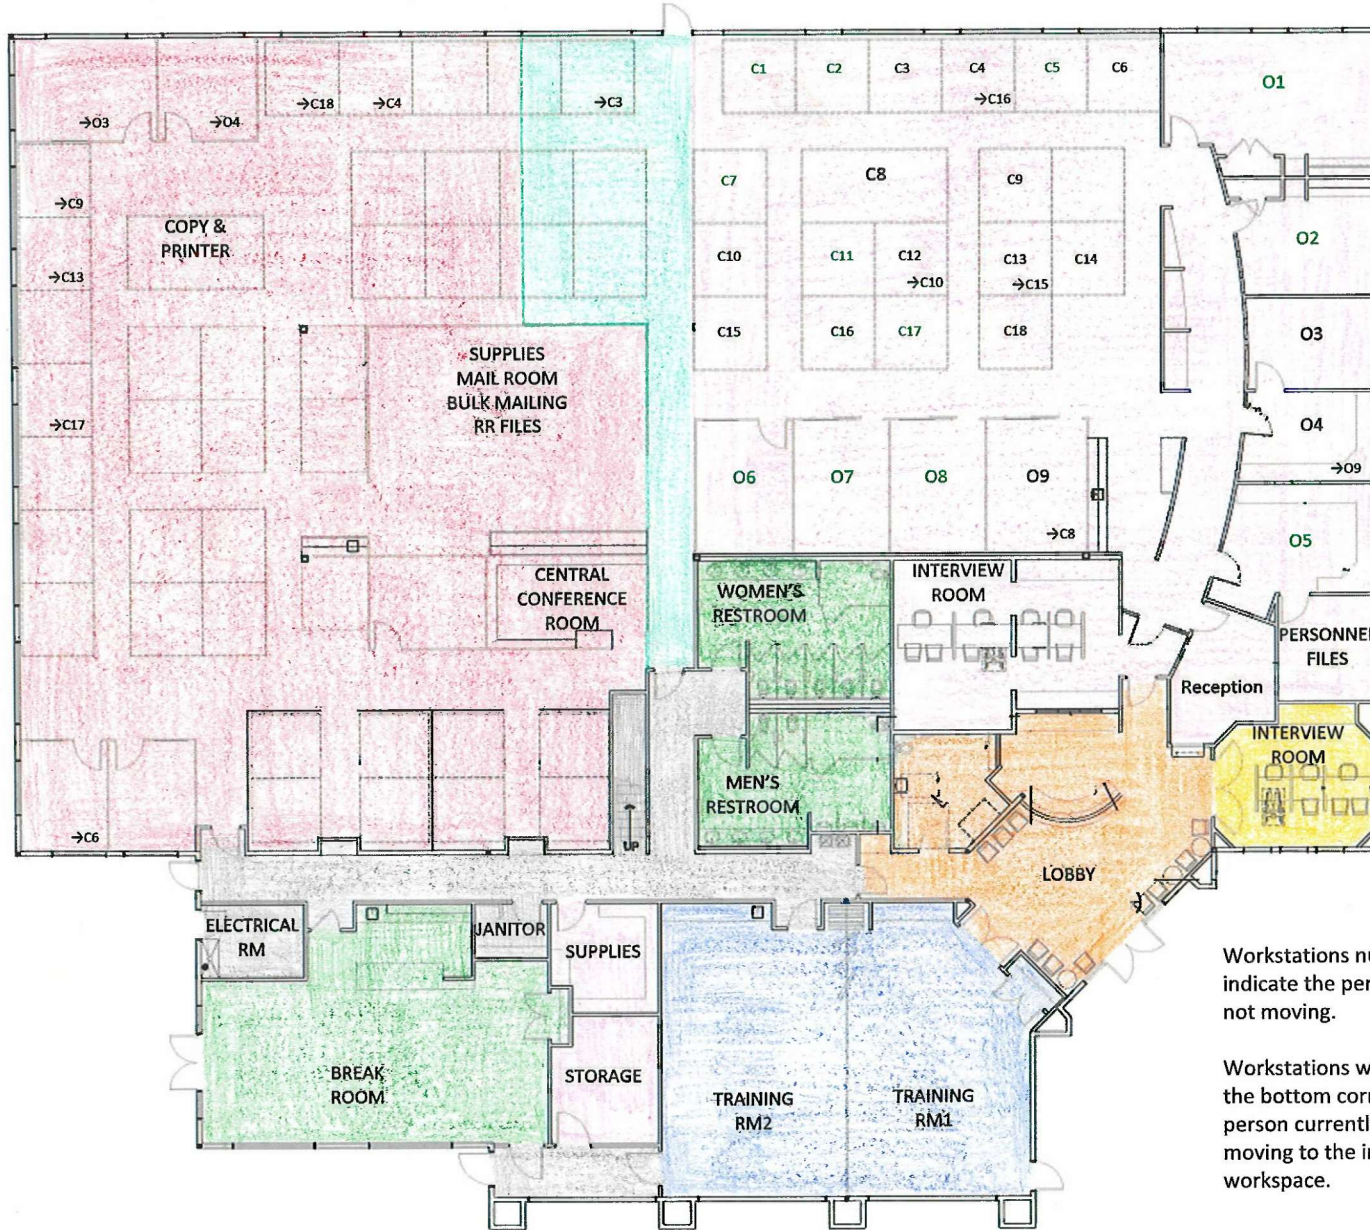 C1
C2
C3
C4
→C16
C5
C6
O1
→O3
→O4
→C18
→C4
→C3
→C9
→C13
→C17
COPY &
PRINTER
C7
C8
C9
C10
C11
C12
→C10
C13
→C15
C14
C15
C16
C17
C18
O2
O3
O4
→O9
O5
O6
O7
O8
O9
→C8
SUPPLIES
MAIL ROOM
BULK MAILING
RR FILES
CENTRAL
CONFERENCE
ROOM
WOMEN'S
RESTROOM
INTERVIEW
ROOM
PERSONNEL
FILES
Reception
INTERVIEW
ROOM
MEN'S
RESTROOM
→C6
UP
LOBBY
ELECTRICAL
RM
JANITOR
SUPPLIES
BREAK
ROOM
STORAGE
TRAINING
RM2
TRAINING
RM1
Workstations nu
indicate the per
not moving.
Workstations w
the bottom corr
person currentl
moving to the i
workspace.